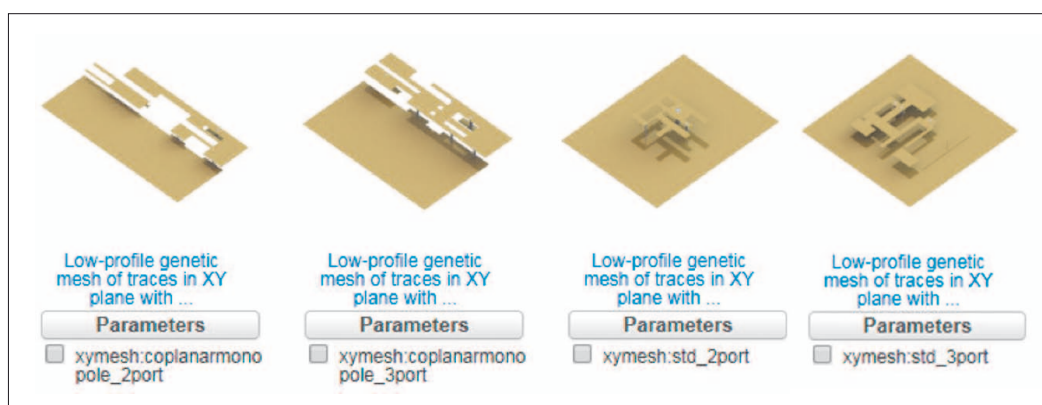 Low-profile genetic
mesh of traces in XY
plane with ...
Parameters
xymesh:coplanarmono
pole_2port
Low-profile genetic
mesh of traces in XY
plane with ...
Parameters
xymesh:coplanarmono
pole_3port
Low-profile genetic
mesh of traces in XY
plane with ...
Parameters
xymesh:std_2port
Low-profile genetic
mesh of traces in XY
plane with ...
Parameters
xymesh:std_3port